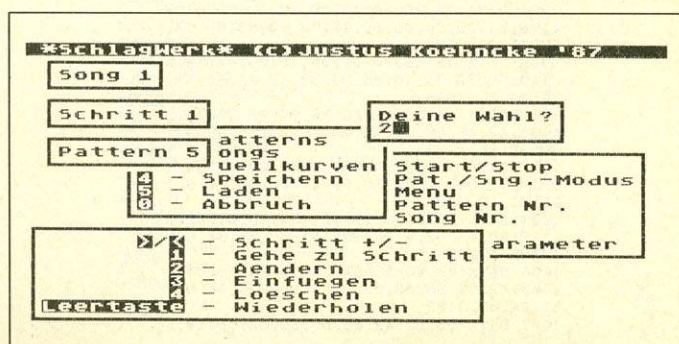 *SchlagWerk* (c)Justus Koehncke '87
Song 1
Schritt 1
Deine Wahl?
2
Pattern 5
atterns
ongs
uellkurven
4 - Speichern
5 - Laden
0 - Abbruch
Start/Stop
Pat./Sng.-Modus
Menu
Pattern Nr.
Song Nr.
arameter
>/< - Schritt +/-
1 - Gehe zu Schritt
2 - Aendern
3 - Einfuegen
4 - Loeschen
Leertaste - Wiederholen